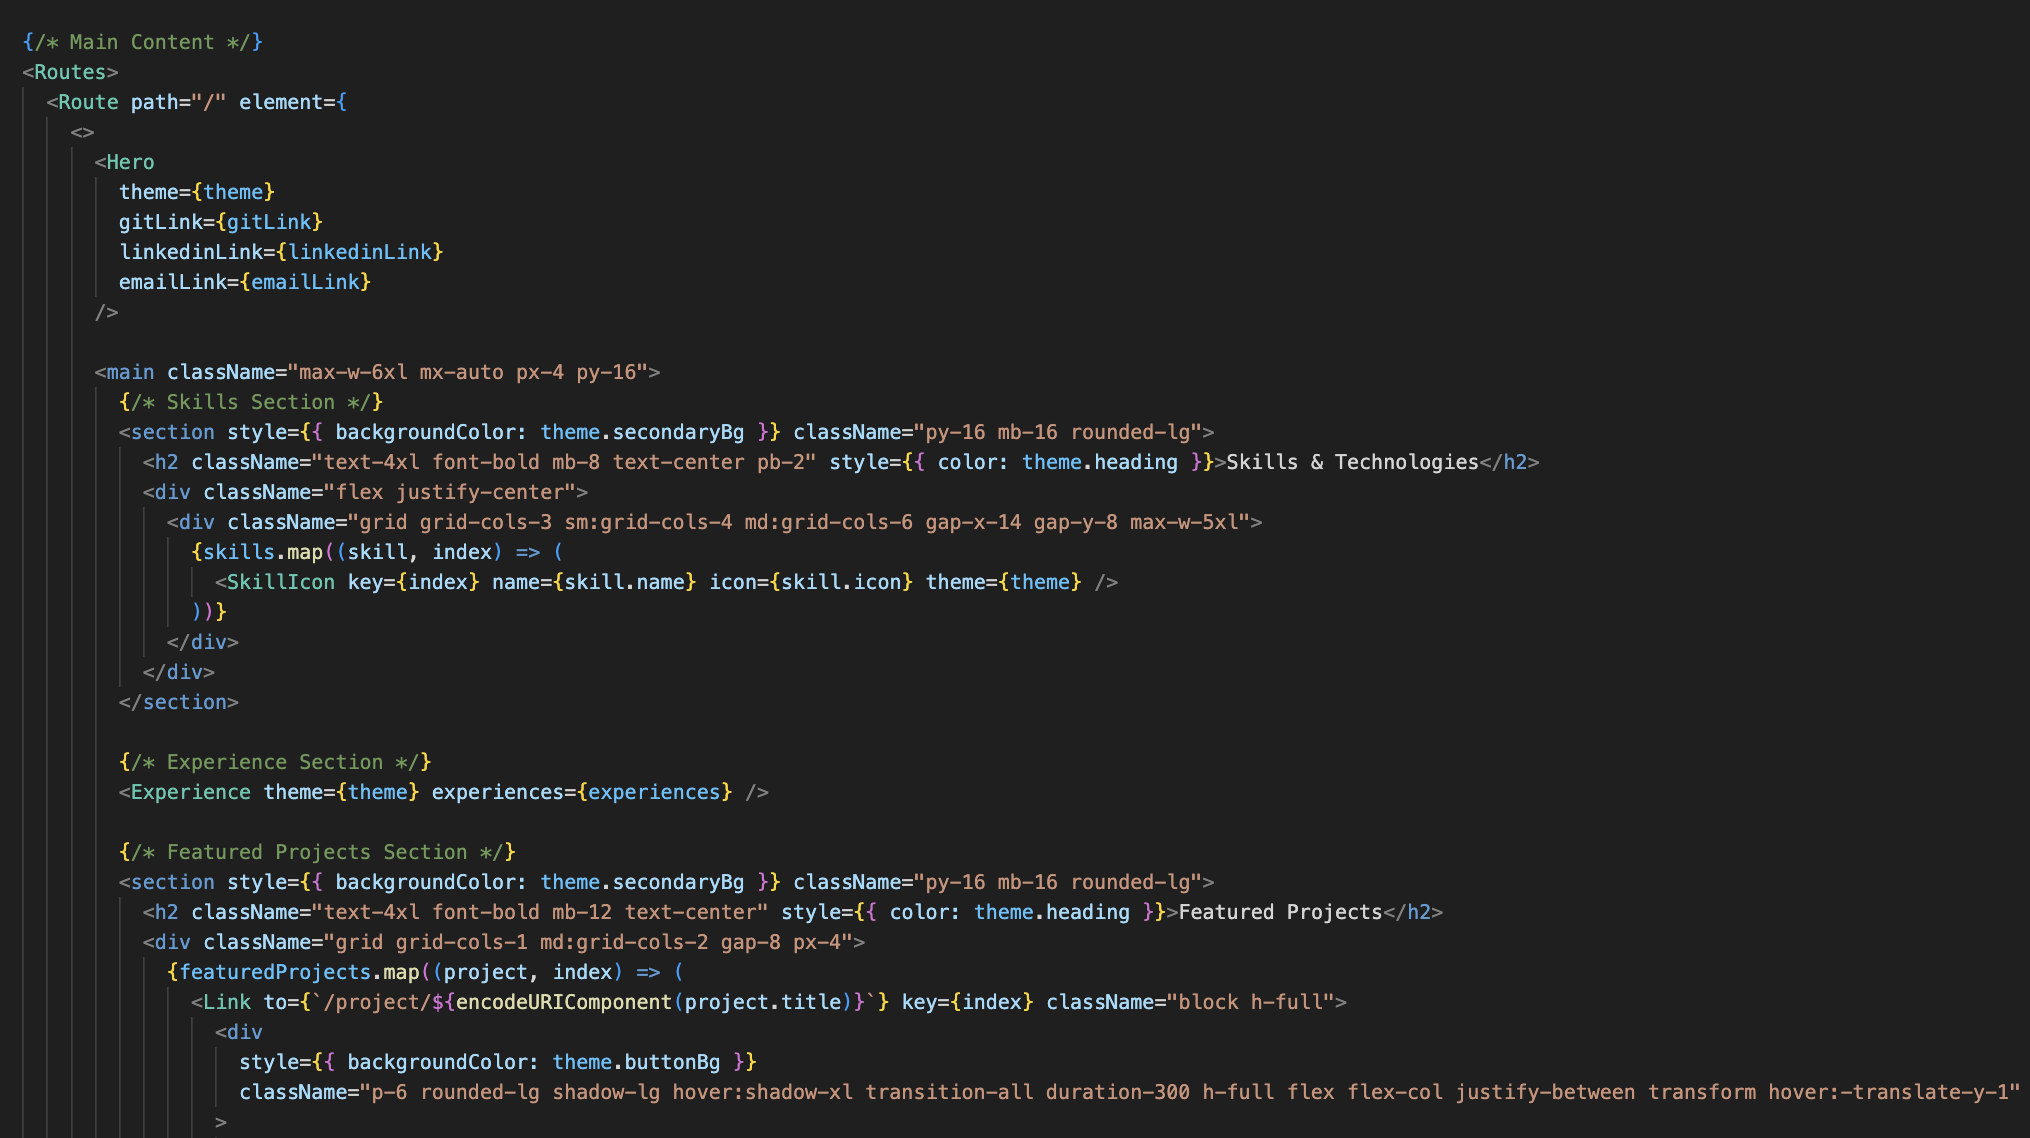 {/* Main Content */}
<Routes>
<Route path="/" element={
<>
<Hero
theme={theme}
gitLink={gitLink}
linkedinLink={linkedinLink}
emailLink={emailLink}
/>
<main className="max-w-6xl mx-auto px-4 py-16">
{/* Skills Section */}
<section style={{ backgroundColor: theme.secondaryBg }} className="py-16 mb-16 rounded-lg">
<h2 className="text-4xl font-bold mb-8 text-center pb-2" style={{ color: theme.heading }}>Skills & Technologies</h2>
<div className="flex justify-center">
<div className="grid grid-cols-3 sm:grid-cols-4 md:grid-cols-6 gap-x-14 gap-y-8 max-w-5xl">
{skills.map((skill, index) => (
<SkillIcon key={index} name={skill.name} icon={skill.icon} theme={theme} />
))}
</div>
</div>
</section>
{/* Experience Section */}
<Experience theme={theme} experiences={experiences} />
{/* Featured Projects Section */}
<section style={{ backgroundColor: theme.secondaryBg }} className="py-16 mb-16 rounded-lg">
<h2 className="text-4xl font-bold mb-12 text-center" style={{ color: theme.heading }}>Featured Projects</h2>
<div className="grid grid-cols-1 md:grid-cols-2 gap-8 px-4">
{featuredProjects.map((project, index) => (
<Link to={`/project/${encodeURIComponent(project.title)}`} key={index} className="block h-full">
<div
style={{ backgroundColor: theme.buttonBg }}
className="p-6 rounded-lg shadow-lg hover:shadow-xl transition-all duration-300 h-full flex flex-col justify-between transform hover:-translate-y-1"
>